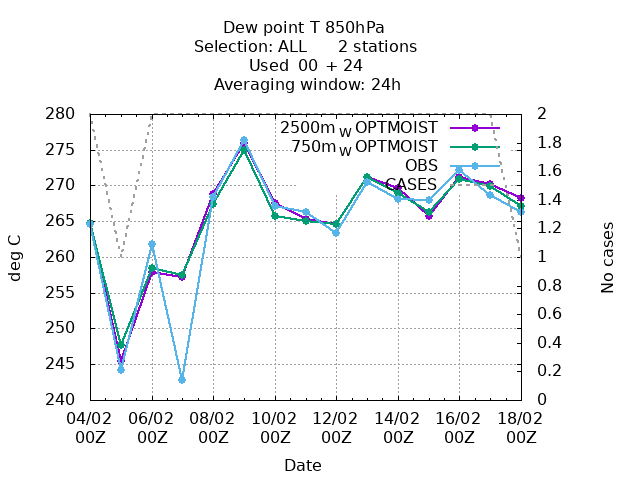 Dew point T 850hPa
Selection: ALL 2 stations
Used 00 + 24
Averaging window: 24h
2500m W OPTMOIST
750m W OPTMOIST
OBS
CASES
280
275
270
265
260
255
250
245
240
2
1.8
1.6
1.4
1.2
1
0.8
0.6
0.4
0.2
0
deg C
No cases
04/02 06/02 08/02 10/02 12/02 14/02 16/02 18/02
00Z 00Z 00Z 00Z 00Z 00Z 00Z 00Z
Date